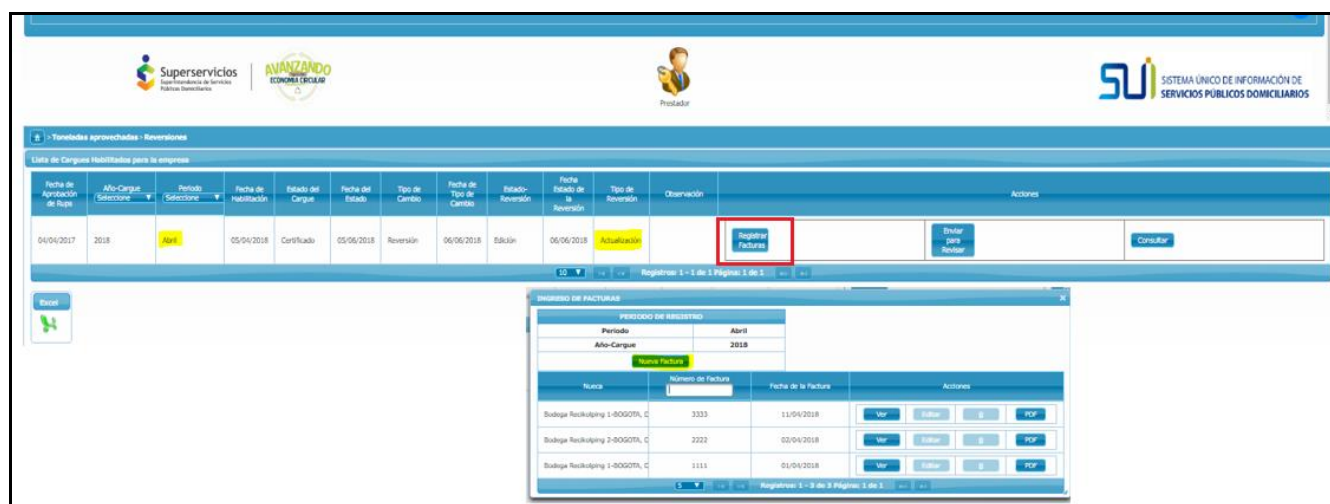 Superservicios
Superintendencia de Servicios
Públicos Domiciliarios
AVANZANDO
ECONOMÍA CIRCULAR
Prestador
SUI
SISTEMA ÚNICO DE INFORMACIÓN DE
SERVICIOS PÚBLICOS DOMICILIARIOS
> Toneladas aprovechadas > Reversiones
Lista de Cargues Habilitados para la empresa
Fecha de Aprobación de Rups
Año-Cargue
Seleccione
Periodo
Seleccione
Fecha de Habilitación
Estado del Cargue
Fecha del Estado
Tipo de Cambio
Fecha de Tipo de Cambio
Estado-Reversión
Fecha Estado de la Reversión
Tipo de Reversión
Observación
Acciones
04/04/2017 2018 Abril 05/04/2018 Certificado 05/06/2018 Reversión 06/06/2018 Edición 06/06/2018 Actualización
Registrar Facturas
Enviar para Revisar
Consultar
10 Registros: 1 - 1 de 1 Página: 1 de 1
Excel
INGRESO DE FACTURAS x
PERIODO DE REGISTRO
Periodo Abril
Año-Cargue 2018
Nueva Factura
Nueca Número de Factura Fecha de la Factura Acciones
Bodega Recikolping 1-BOGOTA, D 3333 11/04/2018 Ver Editar PDF
Bodega Recikolping 2-BOGOTA, D 2222 02/04/2018 Ver Editar PDF
Bodega Recikolping 1-BOGOTA, D 1111 01/04/2018 Ver Editar PDF
5 Registros: 1 - 3 de 3 Página: 1 de 1